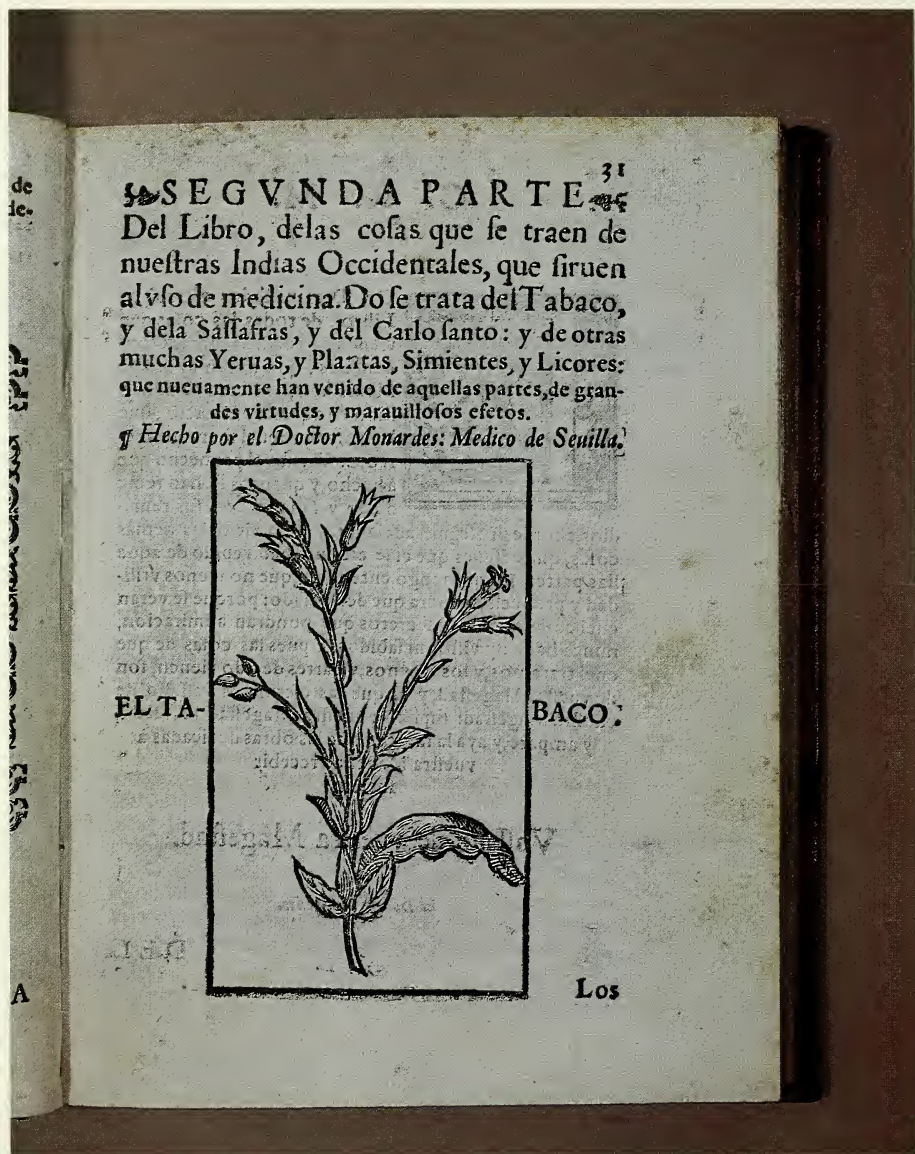 31
SEGVNDA PARTE
Del Libro, delas coſas que ſe traen de
nueſtras Indias Occidentales, que ſiruen
al vſo de medicina. Do ſe trata del Tabaco,
y dela Saſſafras, y del Carlo ſanto: y de otras
muchas Yeruas, y Plantas, Simientes, y Licores:
que nueuamente han venido de aquellas partes, de gran-
des virtudes, y marauilloſos efetos.
¶ Hecho por el Doctor Monardes: Medico de Seuilla.
EL TA-
BACO:
Los
de
de-
A